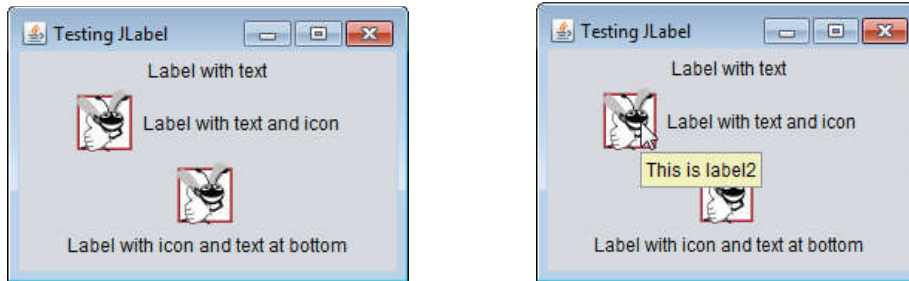 Testing JLabel
Label with text
Label with text and icon
Label with icon and text at bottom
Testing JLabel
Label with text
Label with text and icon
This is label2
Label with icon and text at bottom